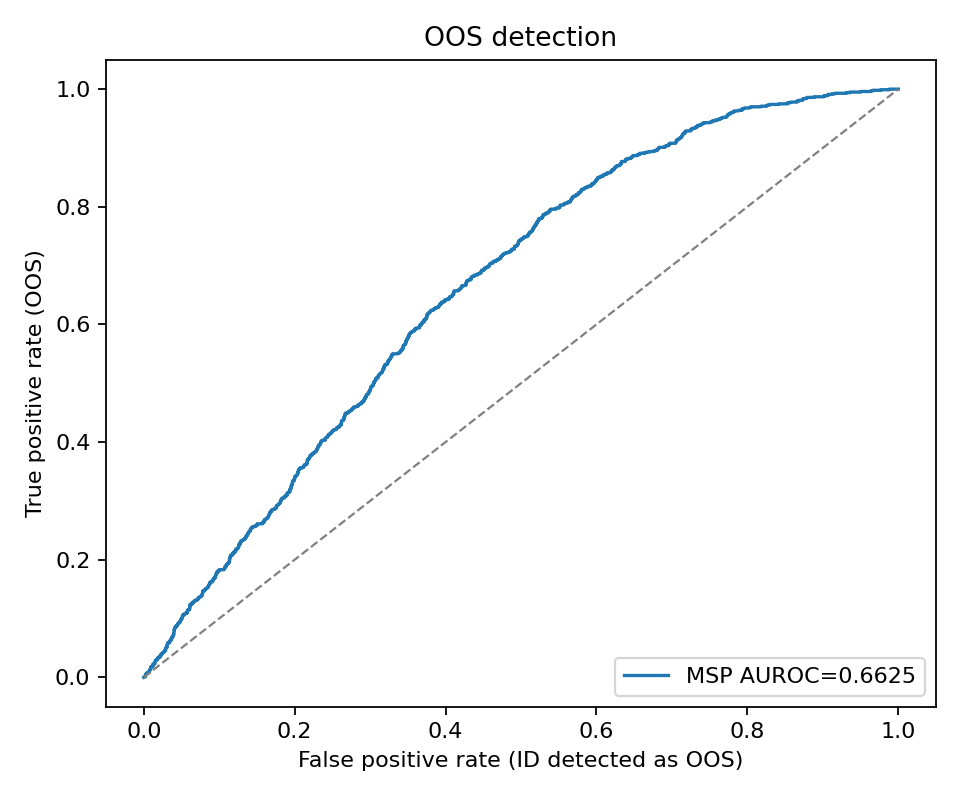 OOS detection
True positive rate (OOS)
1.0
0.8
0.6
0.4
0.2
0.0
MSP AUROC=0.6625
0.0 0.2 0.4 0.6 0.8 1.0
False positive rate (ID detected as OOS)